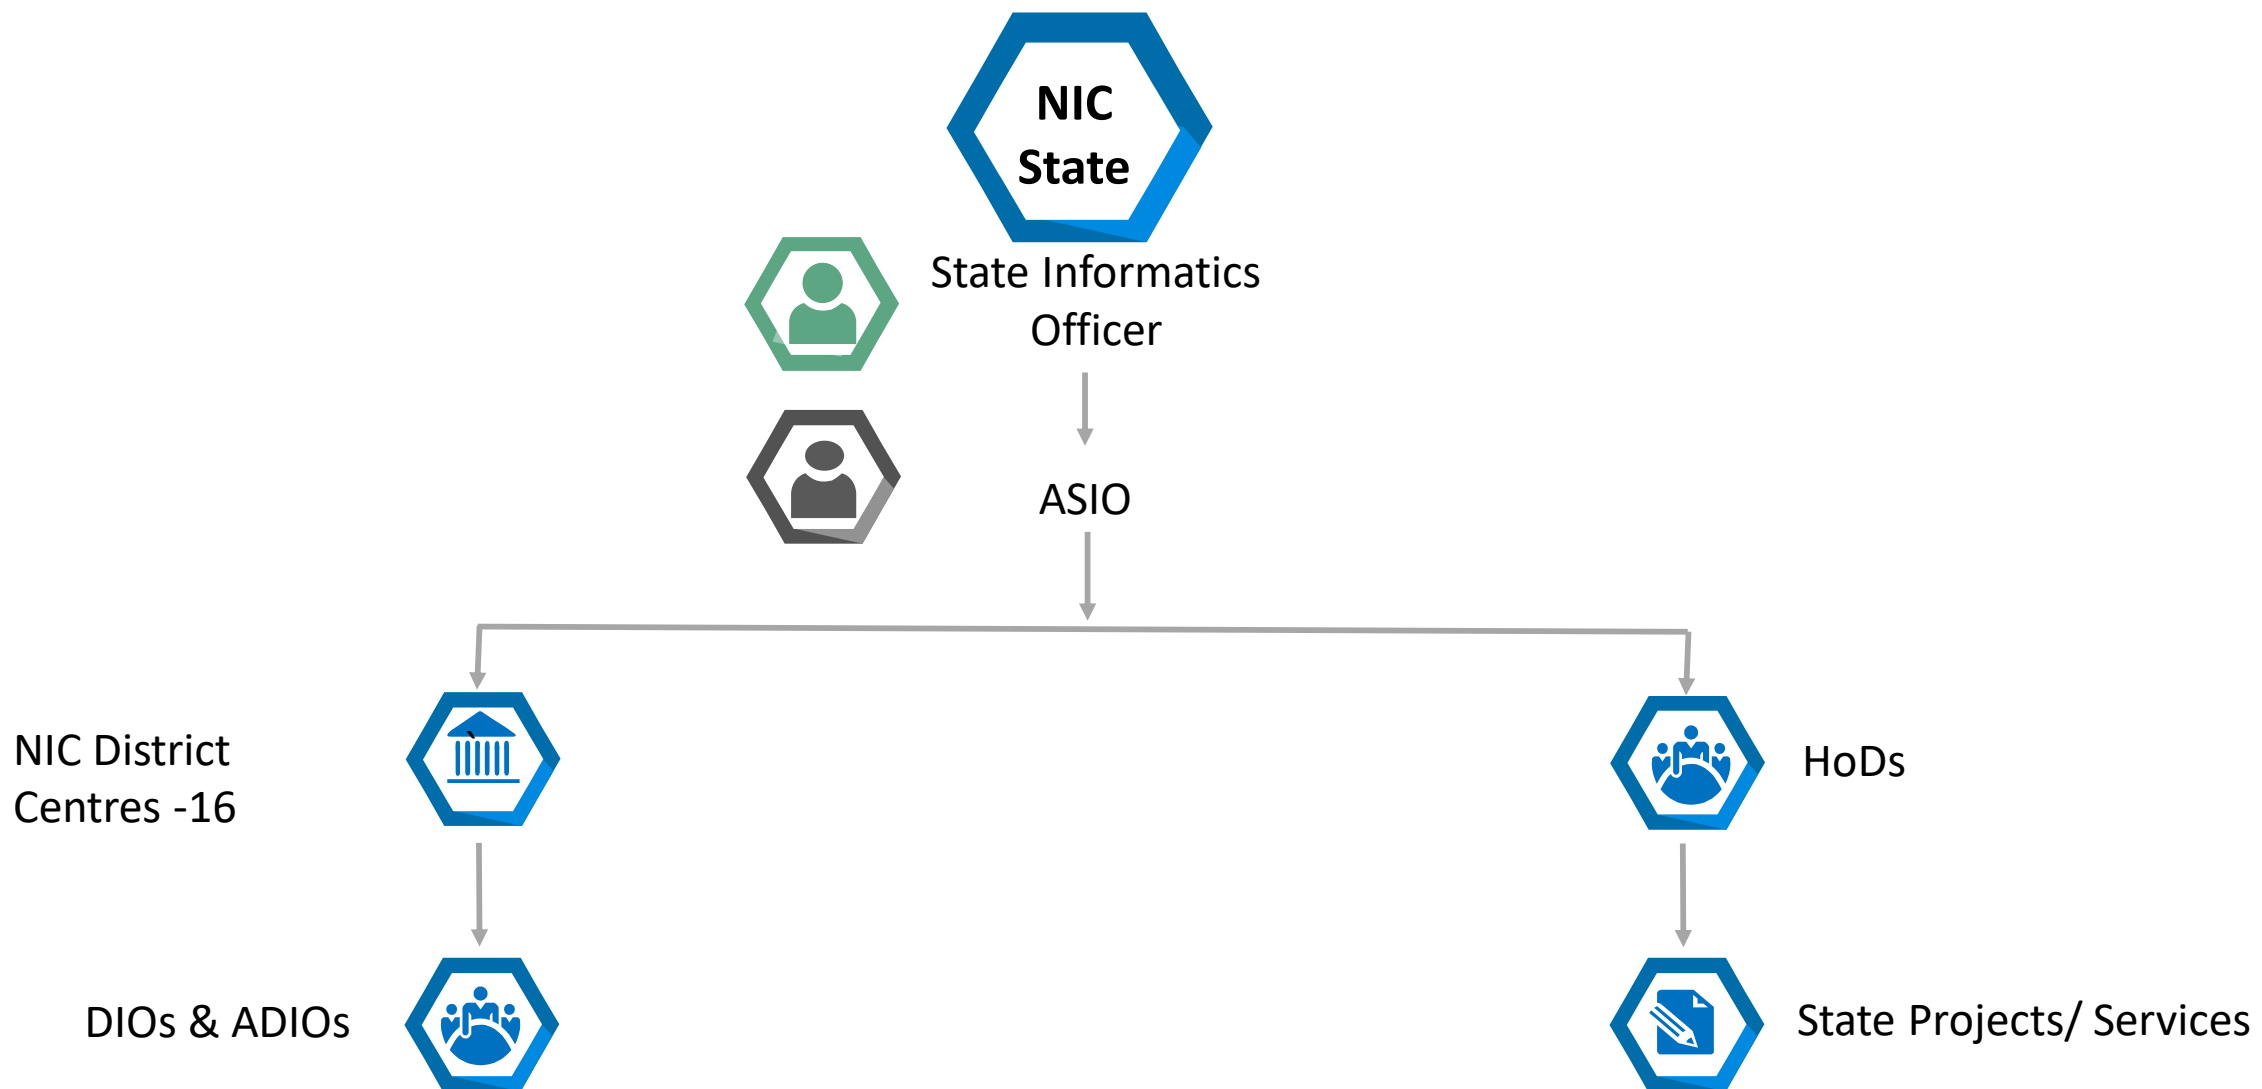 NIC
State
State Informatics
Officer
ASIO
NIC District
Centres -16
HoDs
DIOs & ADIOs
State Projects/ Services